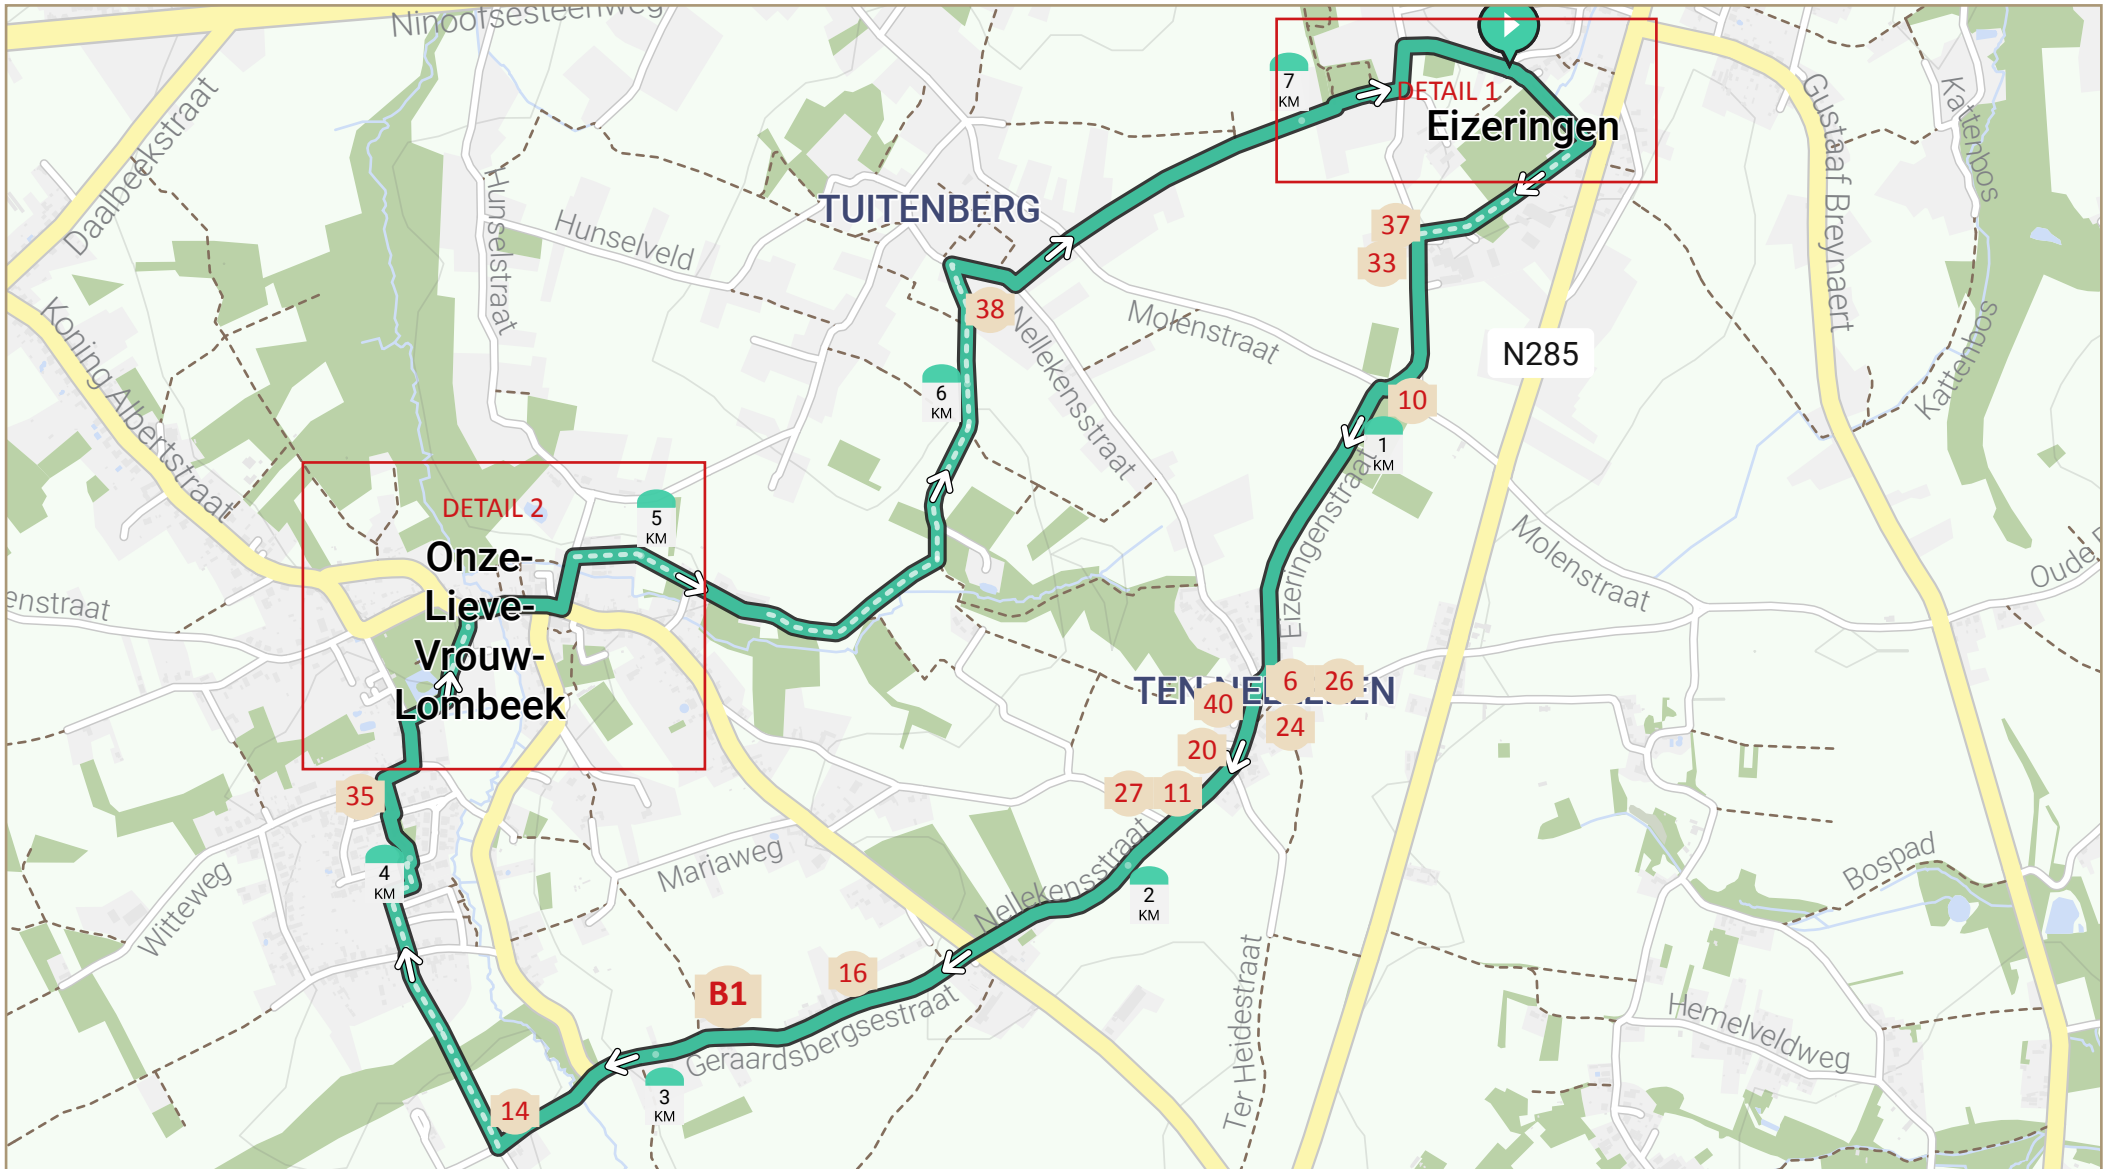 Ninoofsesteenweg
Daalbeekstraat
Hunselstraat
Hunselveld
TUITENBERG
7
KM
DETAIL 1
Eizeringen
Gustaaf Breynaert
Kattenbos
Kattenbos
37
33
38
Nellekensstraat
Molenstraat
N285
Koning Albertstraat
6
KM
10
1
KM
Eizeringenstraat
DETAIL 2
5
KM
Onze-
Lieve-
Vrouw-
Lombeek
enstraat
Molenstraat
Oude
6
26
40
24
20
27
11
35
4
KM
Witteweg
Mariaweg
Nellekensstraat
2
KM
Bospad
16
B1
Geraardsbergsestraat
Ter Heidestraat
Hemelveldweg
3
KM
14